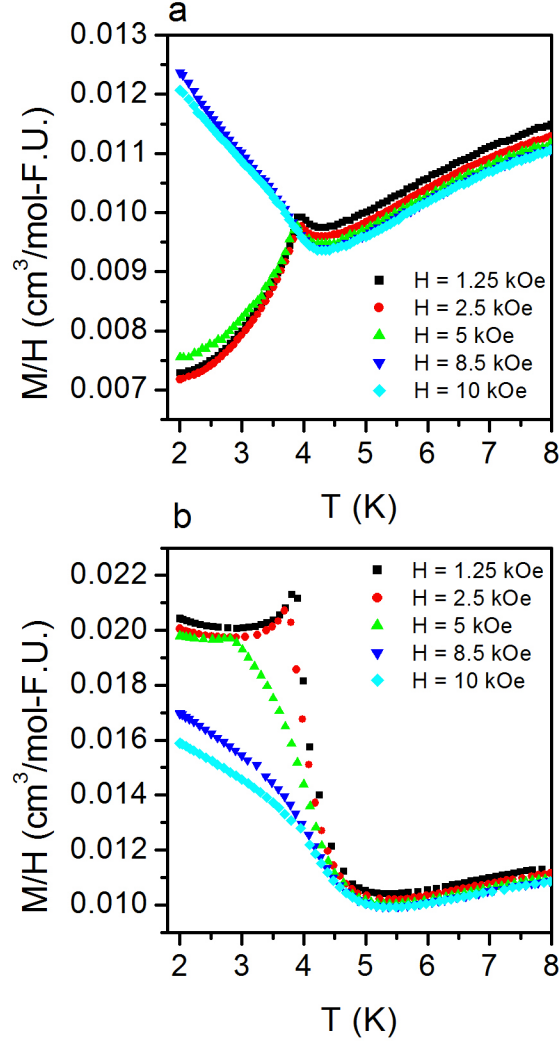 a
0.013
0.012
0.011
0.010
0.009
0.008
0.007
M/H (cm³/mol-F.U.)
H = 1.25 kOe
H = 2.5 kOe
H = 5 kOe
H = 8.5 kOe
H = 10 kOe
2 3 4 5 6 7 8
T (K)
b
0.022
0.020
0.018
0.016
0.014
0.012
0.010
M/H (cm³/mol-F.U.)
H = 1.25 kOe
H = 2.5 kOe
H = 5 kOe
H = 8.5 kOe
H = 10 kOe
2 3 4 5 6 7 8
T (K)